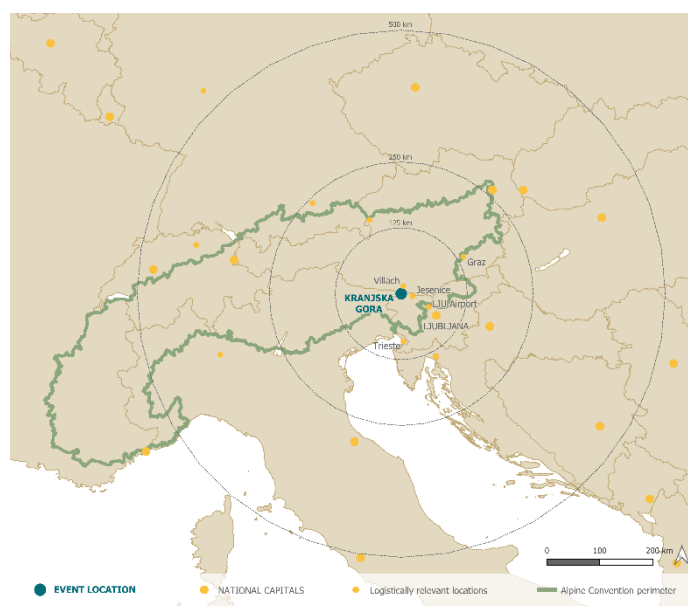 500 km
250 km
125 km
Graz
Villach
Jesenice
KRANJSKA
GORA
LJU Airport
LJUBLJANA
Trieste
0 100 200 km
EVENT LOCATION
NATIONAL CAPITALS
Logistically relevant locations
Alpine Convention perimeter